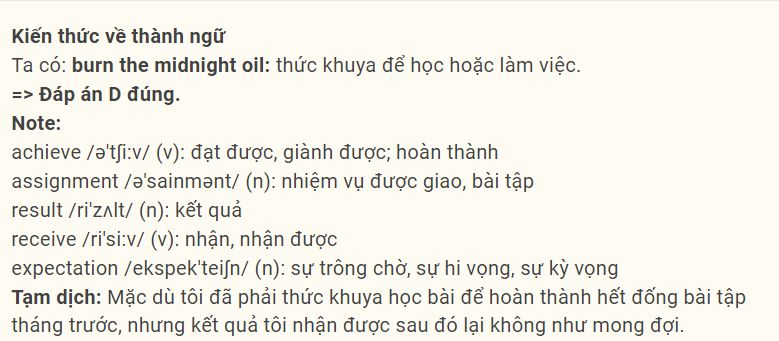 Kiến thức về thành ngữ
Ta có: burn the midnight oil: thức khuya để học hoặc làm việc.
=> Đáp án D đúng.
Note:
achieve /ə'tʃi:v/ (v): đạt được, giành được; hoàn thành
assignment /ə'sainmənt/ (n): nhiệm vụ được giao, bài tập
result /ri'zʌlt/ (n): kết quả
receive /ri'si:v/ (v): nhận, nhận được
expectation /ekspek'teiʃn/ (n): sự trông chờ, sự hi vọng, sự kỳ vọng
Tạm dịch: Mặc dù tôi đã phải thức khuya học bài để hoàn thành hết đống bài tập
tháng trước, nhưng kết quả tôi nhận được sau đó lại không như mong đợi.